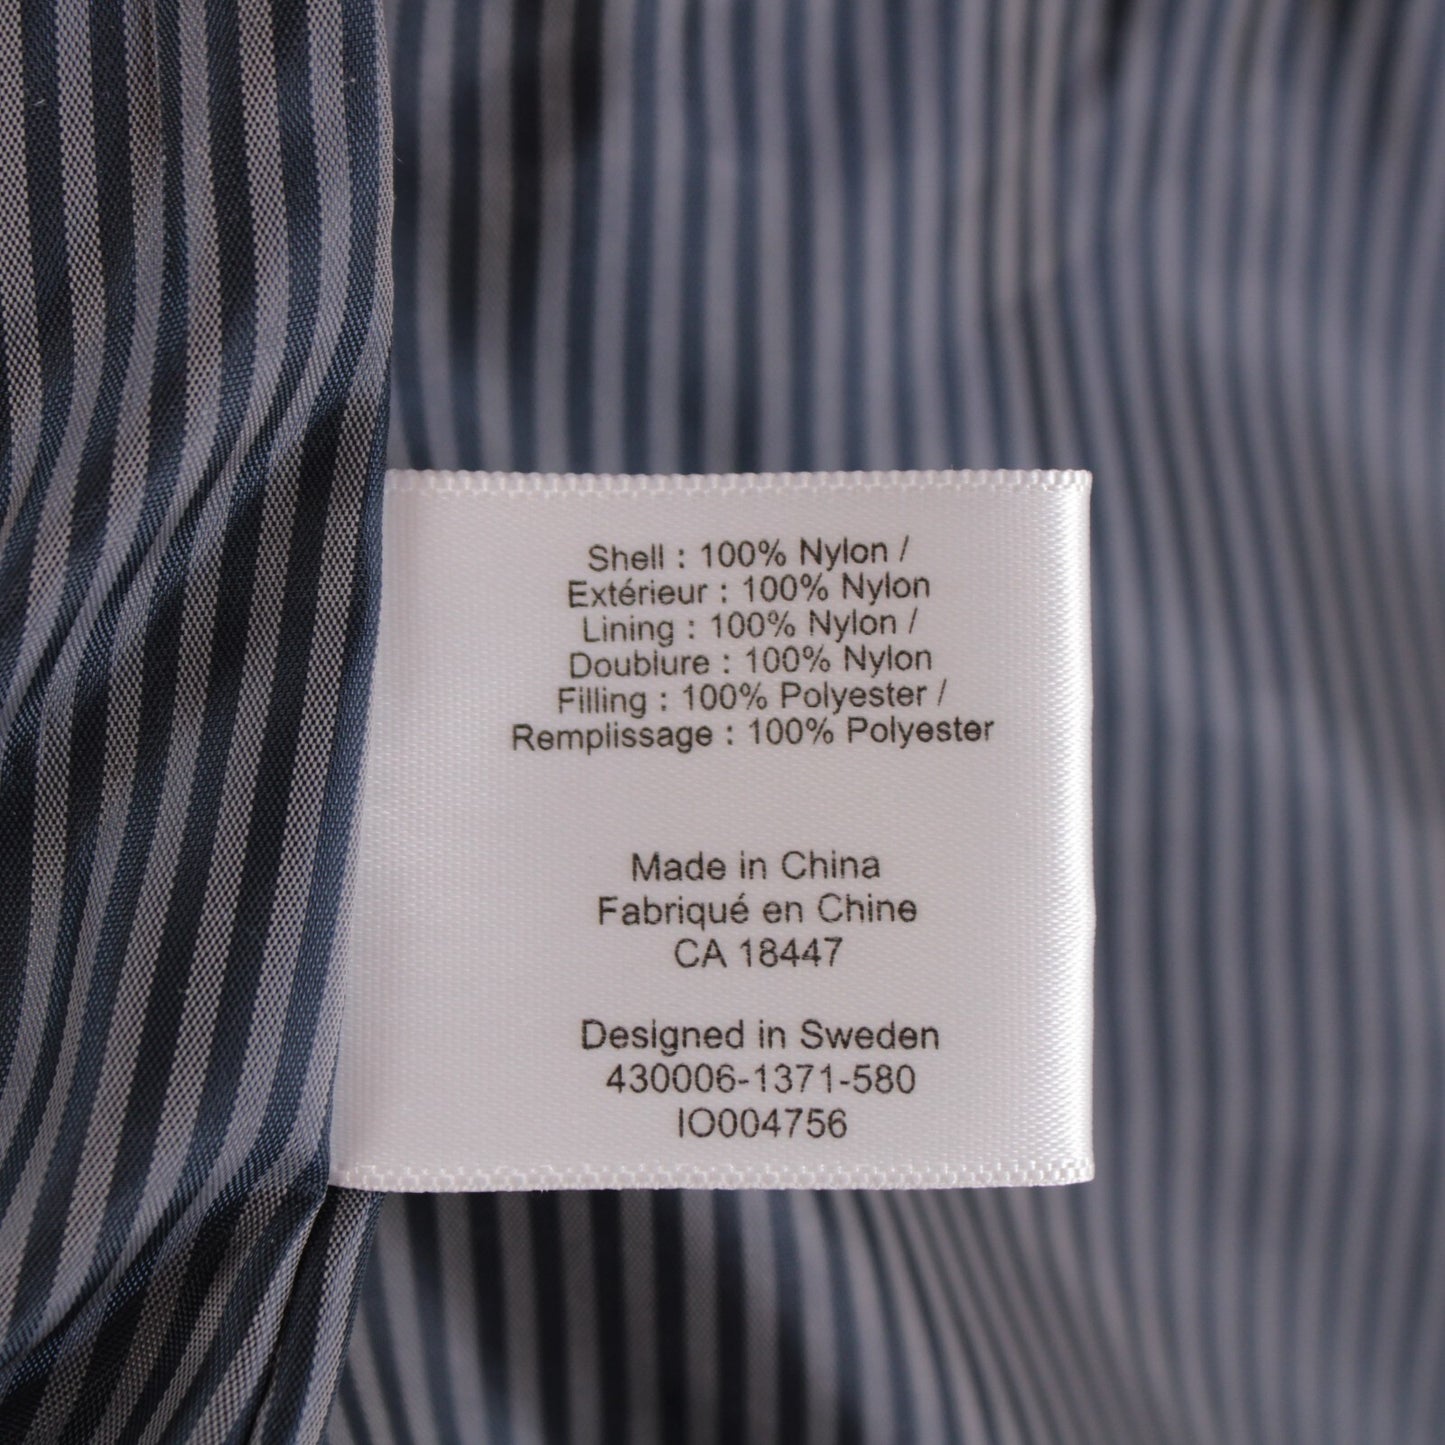 Shell : 100% Nylon /
Extérieur : 100% Nylon
Lining : 100% Nylon /
Doublure : 100% Nylon
Filling : 100% Polyester /
Remplissage : 100% Polyester
Made in China
Fabriqué en Chine
CA 18447
Designed in Sweden
430006-1371-580
IO004756